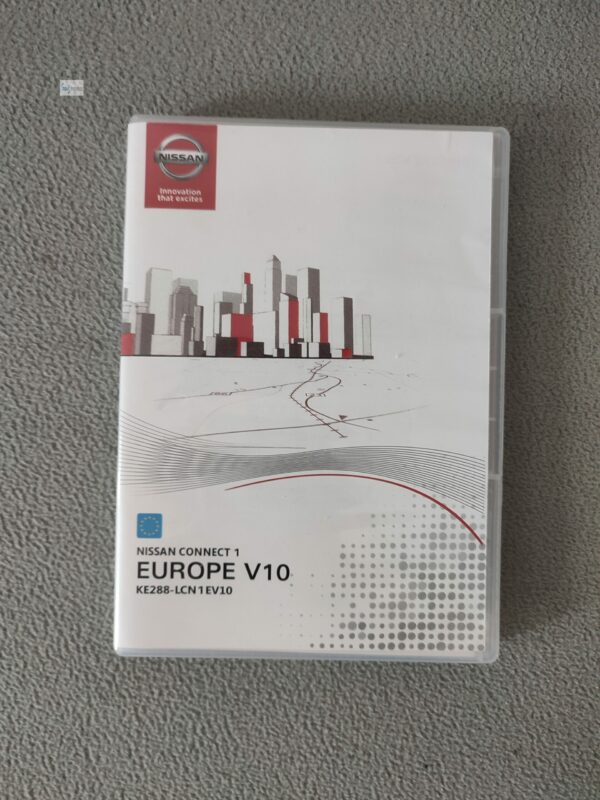 NISSAN
Innovation
that excites
NISSAN CONNECT 1
EUROPE V10
KE288-LCN1EV10